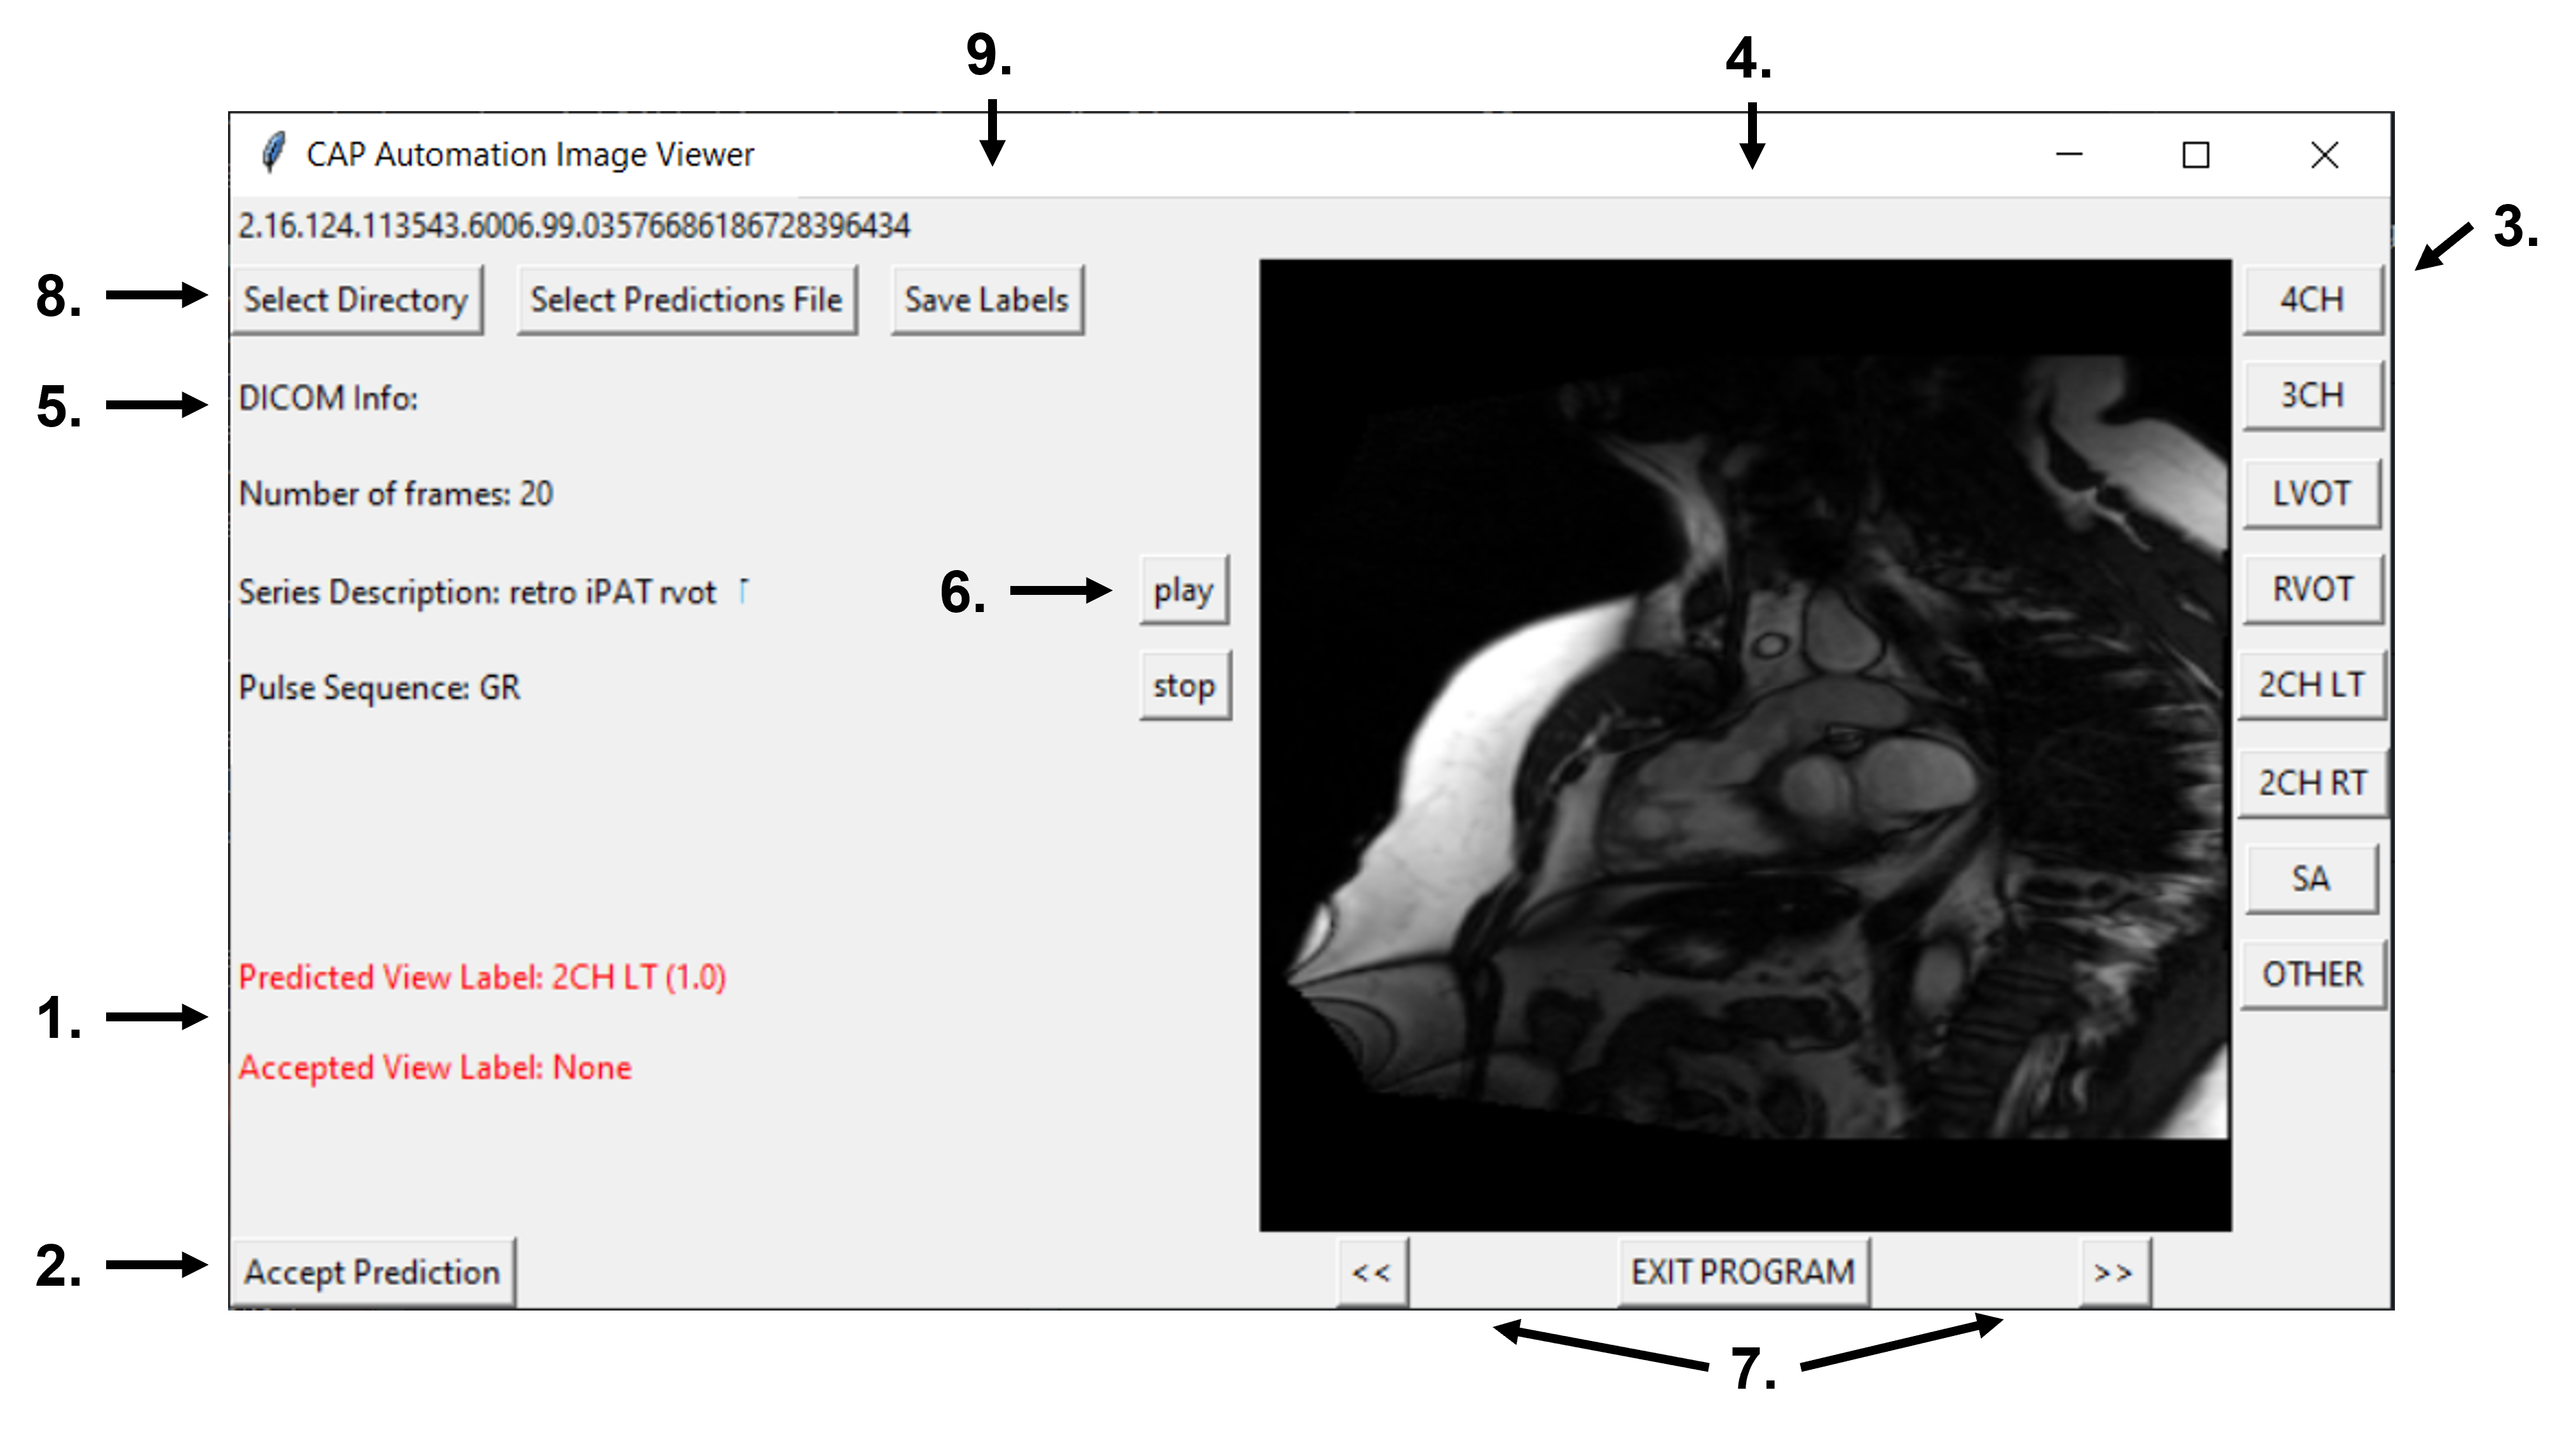 9.
4.
CAP Automation Image Viewer
2.16.124.113543.6006.99.03576686186728396434
3.
8.
Select Directory
Select Predictions File
Save Labels
4CH
5.
DICOM Info:
3CH
Number of frames: 20
LVOT
Series Description: retro iPAT rvot
6.
play
RVOT
Pulse Sequence: GR
stop
2CH LT
2CH RT
SA
1.
Predicted View Label: 2CH LT (1.0)
OTHER
Accepted View Label: None
2.
Accept Prediction
<<
EXIT PROGRAM
>>
7.